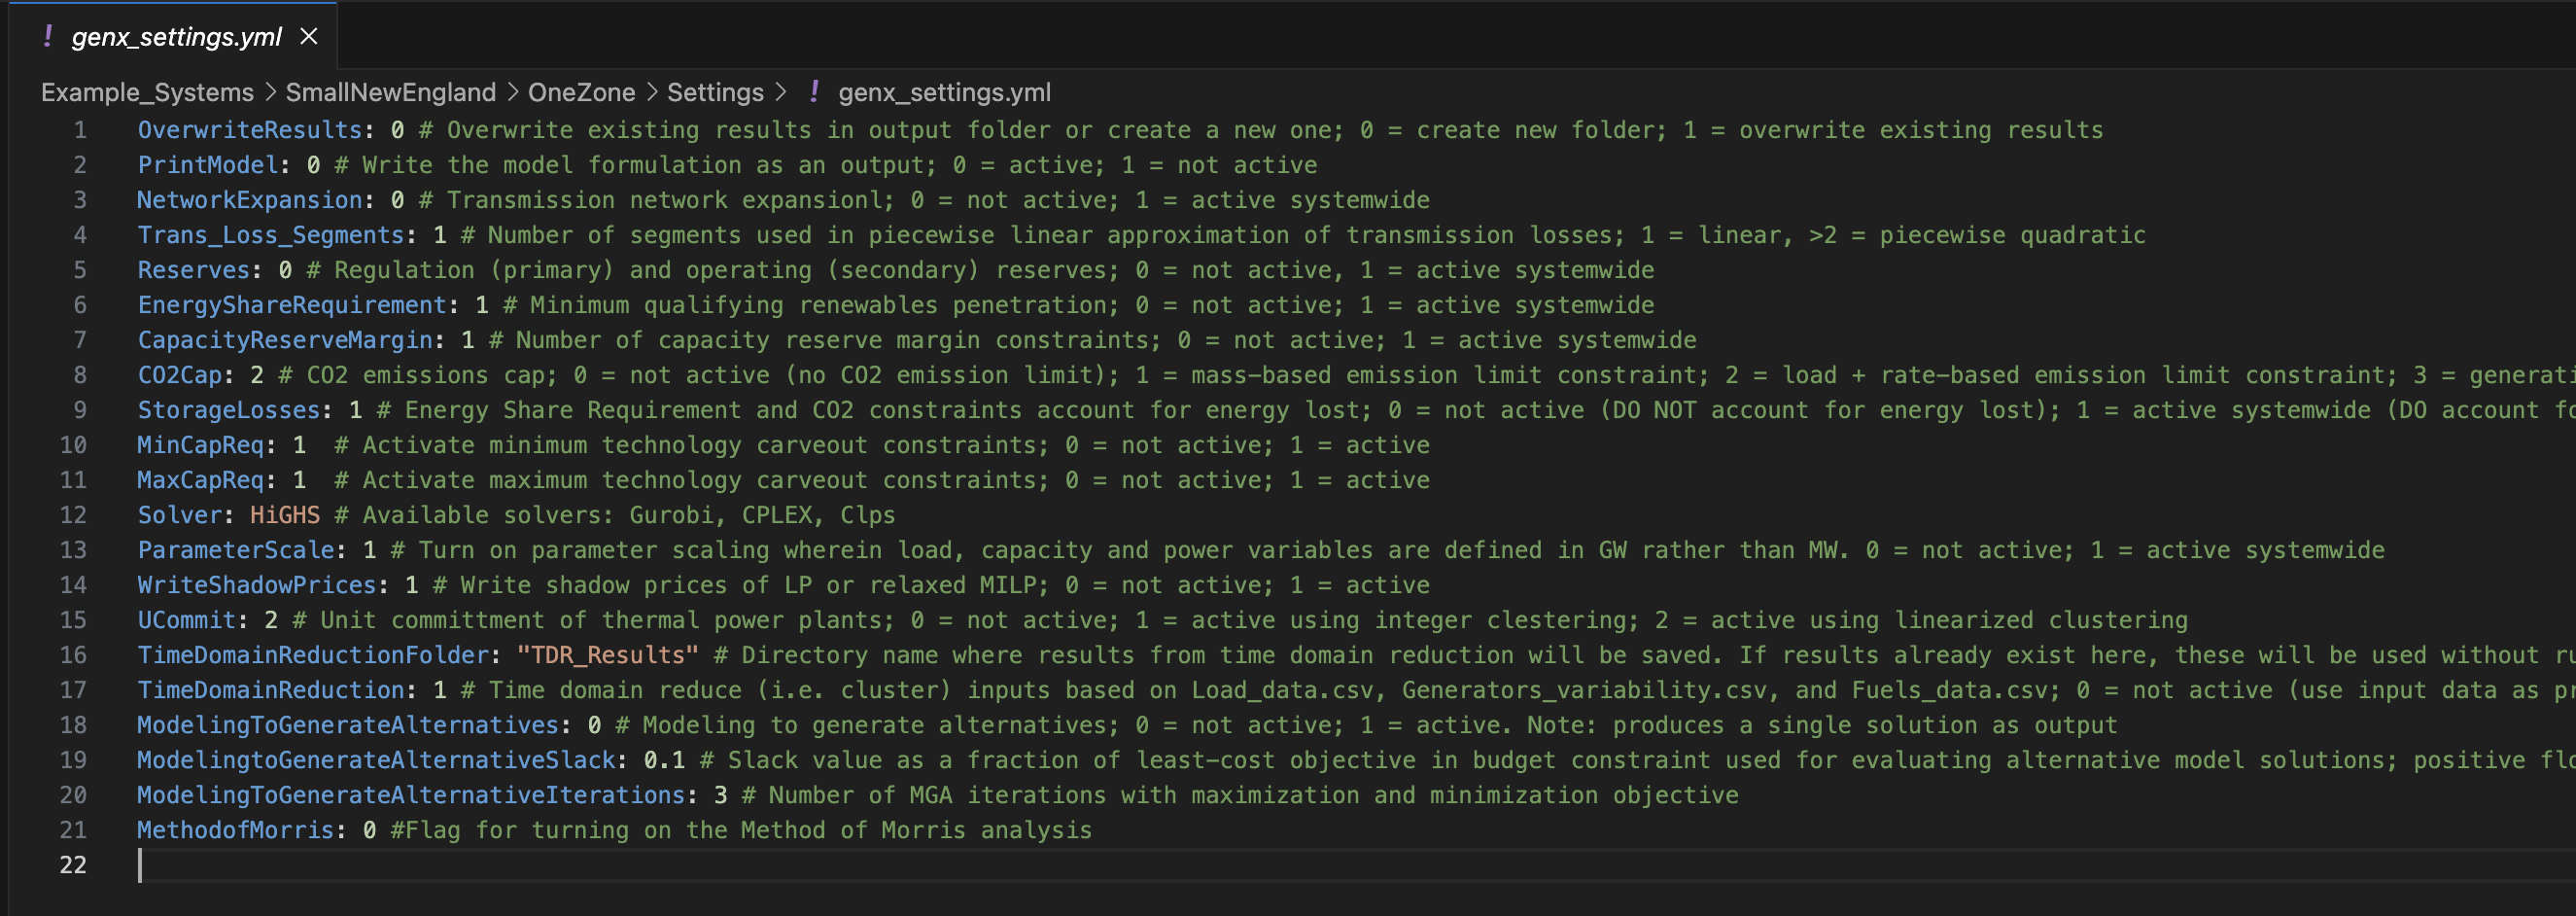 ! genx_settings.yml ×
Example_Systems > SmallNewEngland > OneZone > Settings > ! genx_settings.yml
1 OverwriteResults: 0 # Overwrite existing results in output folder or create a new one; 0 = create new folder; 1 = overwrite existing results
2 PrintModel: 0 # Write the model formulation as an output; 0 = active; 1 = not active
3 NetworkExpansion: 0 # Transmission network expansionl; 0 = not active; 1 = active systemwide
4 Trans_Loss_Segments: 1 # Number of segments used in piecewise linear approximation of transmission losses; 1 = linear, >2 = piecewise quadratic
5 Reserves: 0 # Regulation (primary) and operating (secondary) reserves; 0 = not active, 1 = active systemwide
6 EnergyShareRequirement: 1 # Minimum qualifying renewables penetration; 0 = not active; 1 = active systemwide
7 CapacityReserveMargin: 1 # Number of capacity reserve margin constraints; 0 = not active; 1 = active systemwide
8 CO2Cap: 2 # CO2 emissions cap; 0 = not active (no CO2 emission limit); 1 = mass-based emission limit constraint; 2 = load + rate-based emission limit constraint; 3 = generati
9 StorageLosses: 1 # Energy Share Requirement and CO2 constraints account for energy lost; 0 = not active (DO NOT account for energy lost); 1 = active systemwide (DO account fo
10 MinCapReq: 1  # Activate minimum technology carveout constraints; 0 = not active; 1 = active
11 MaxCapReq: 1  # Activate maximum technology carveout constraints; 0 = not active; 1 = active
12 Solver: HiGHS # Available solvers: Gurobi, CPLEX, Clps
13 ParameterScale: 1 # Turn on parameter scaling wherein load, capacity and power variables are defined in GW rather than MW. 0 = not active; 1 = active systemwide
14 WriteShadowPrices: 1 # Write shadow prices of LP or relaxed MILP; 0 = not active; 1 = active
15 UCommit: 2 # Unit committment of thermal power plants; 0 = not active; 1 = active using integer clestering; 2 = active using linearized clustering
16 TimeDomainReductionFolder: "TDR_Results" # Directory name where results from time domain reduction will be saved. If results already exist here, these will be used without ru
17 TimeDomainReduction: 1 # Time domain reduce (i.e. cluster) inputs based on Load_data.csv, Generators_variability.csv, and Fuels_data.csv; 0 = not active (use input data as pr
18 ModelingToGenerateAlternatives: 0 # Modeling to generate alternatives; 0 = not active; 1 = active. Note: produces a single solution as output
19 ModelingtoGenerateAlternativeSlack: 0.1 # Slack value as a fraction of least-cost objective in budget constraint used for evaluating alternative model solutions; positive flo
20 ModelingToGenerateAlternativeIterations: 3 # Number of MGA iterations with maximization and minimization objective
21 MethodofMorris: 0 #Flag for turning on the Method of Morris analysis
22